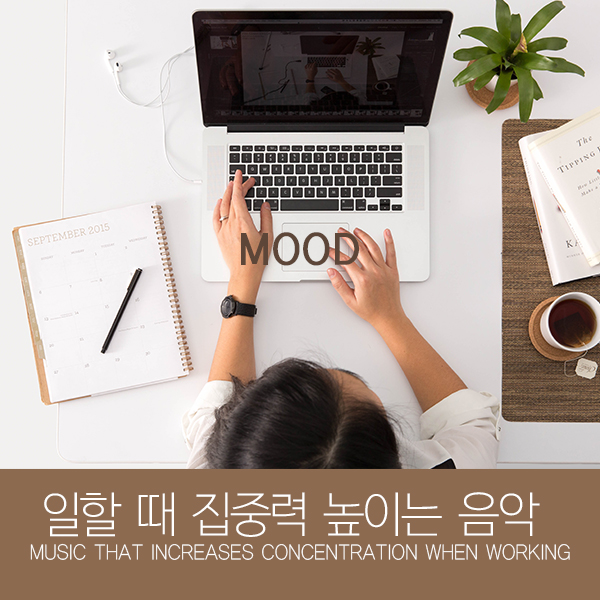 SEPTEMBER 2015
The
TIPPING
MOOD
일할 때 집중력 높이는 음악
MUSIC THAT INCREASES CONCENTRATION WHEN WORKING